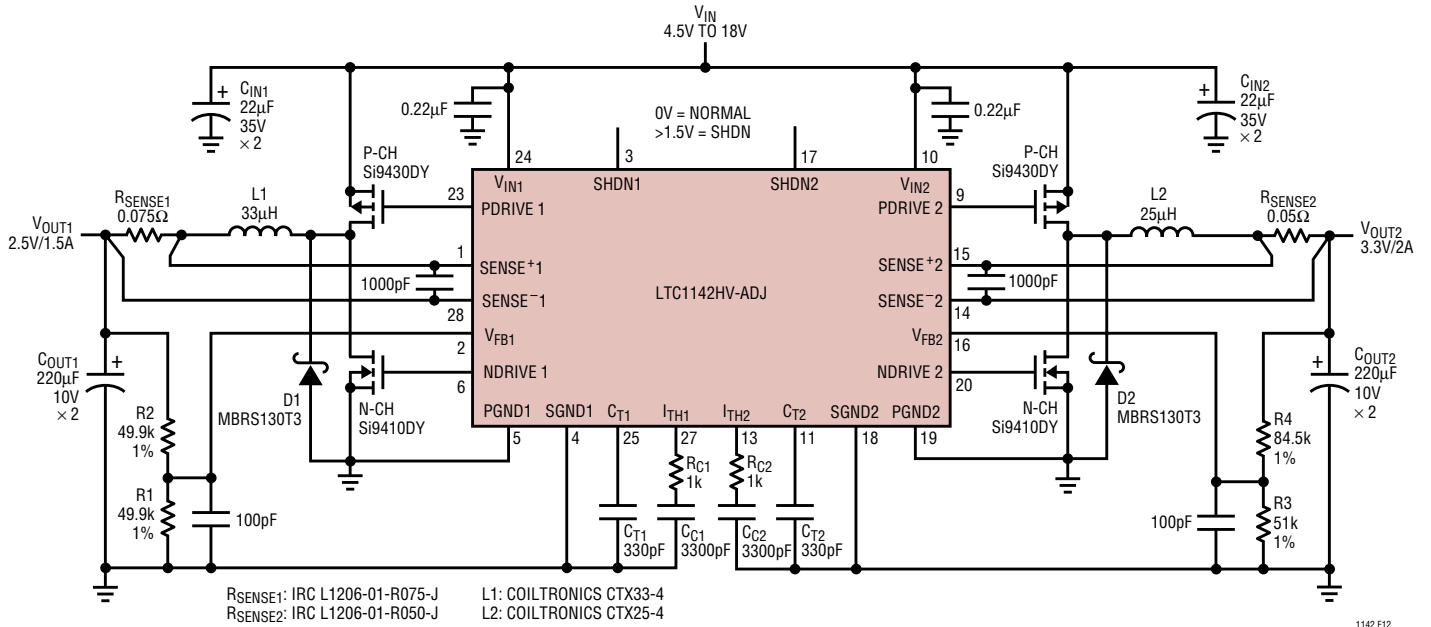 VIN
4.5V TO 18V
CIN1
22µF
35V
× 2
0.22µF
0V = NORMAL
>1.5V = SHDN
0.22µF
CIN2
22µF
35V
× 2
P-CH
Si9430DY
24
3
17
10
P-CH
Si9430DY
VIN1
SHDN1
SHDN2
VIN2
23
PDRIVE 1
PDRIVE 2
9
RSENSE1
0.075Ω
L1
33µH
L2
25µH
RSENSE2
0.05Ω
VOUT1
2.5V/1.5A
VOUT2
3.3V/2A
1
SENSE+1
SENSE+2
15
1000pF
LTC1142HV-ADJ
1000pF
SENSE–1
SENSE–2
28
14
VFB1
VFB2
2
16
NDRIVE 1
NDRIVE 2
6
20
COUT1
220µF
10V
× 2
D1
MBRS130T3
N-CH
Si9410DY
N-CH
Si9410DY
D2
MBRS130T3
COUT2
220µF
10V
× 2
PGND1
SGND1
CT1
ITH1
ITH2
CT2
SGND2
PGND2
5
4
25
27
13
11
18
19
R2
49.9k
1%
R4
84.5k
1%
RC1
1k
RC2
1k
R1
49.9k
1%
100pF
CT1
330pF
CC1
3300pF
CC2
3300pF
CT2
330pF
100pF
R3
51k
1%
RSENSE1: IRC L1206-01-R075-J
L1: COILTRONICS CTX33-4
RSENSE2: IRC L1206-01-R050-J
L2: COILTRONICS CTX25-4
1142 F12